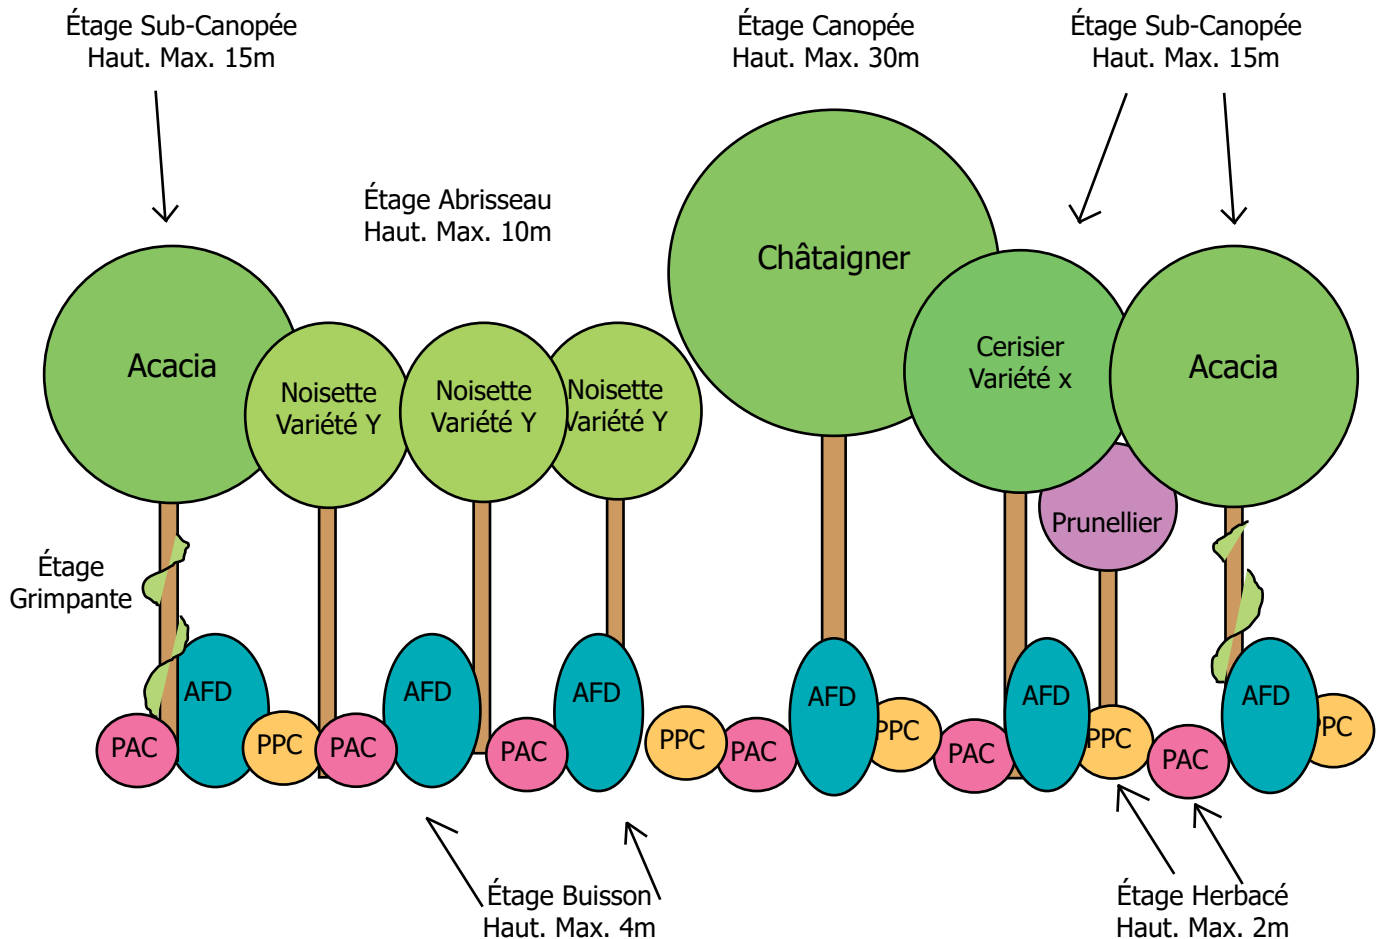 Étage Sub-Canopée
Haut. Max. 15m
Étage Canopée
Haut. Max. 30m
Étage Sub-Canopée
Haut. Max. 15m
Étage Abrisseau
Haut. Max. 10m
Châtaigner
Acacia
Noisette
Variété Y
Noisette
Variété Y
Noisette
Variété Y
Cerisier
Variété x
Acacia
Prunellier
Étage
Grimpante
AFD
AFD
AFD
AFD
AFD
AFD
PAC
PPC
PAC
PAC
PPC
PAC
PPC
PAC
PPC
PAC
PPC
Étage Buisson
Haut. Max. 4m
Étage Herbacé
Haut. Max. 2m